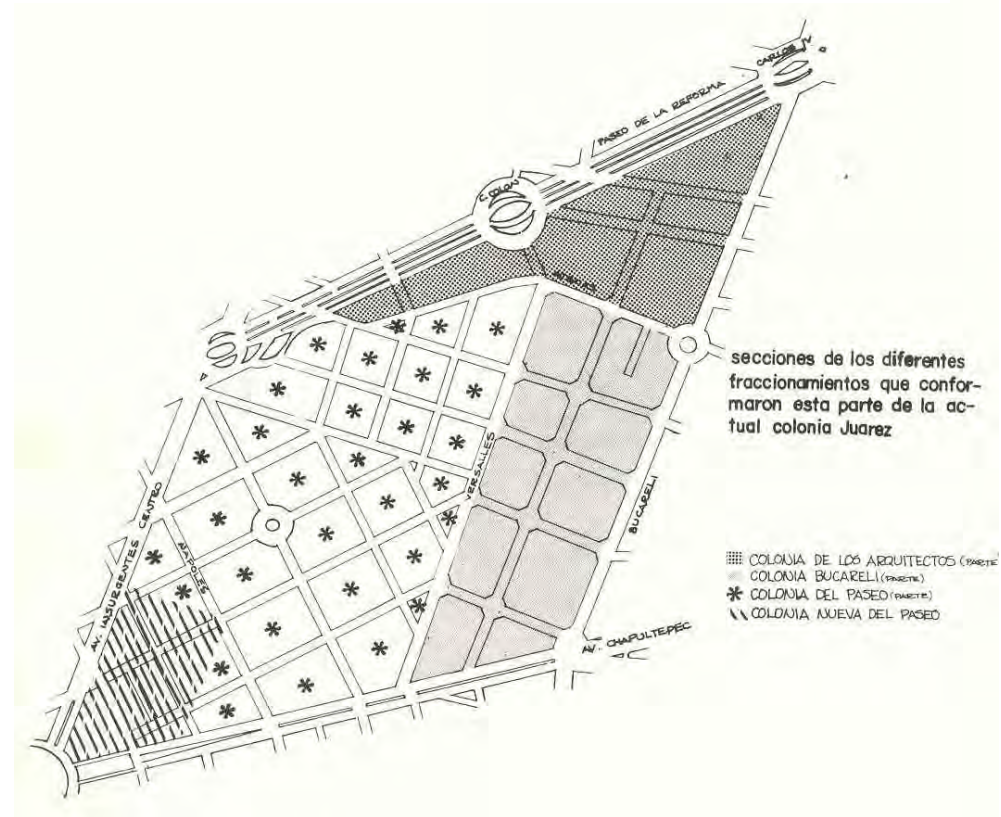 CARLOS IV
PASEO DE LA REFORMA
C. COLON
ATENAS
secciones de los diferentes
fraccionamientos que confor-
maron esta parte de la ac-
tual colonia Juarez
VERSALLES
BUCARELI
AV. INSURGENTES CENTRO
NAPOLES
COLONIA DE LOS ARQUITECTOS (PARTE)
COLONIA BUCARELI (PARTE)
COLONIA DEL PASEO (PARTE)
COLONIA NUEVA DEL PASEO
AV. CHAPULTEPEC